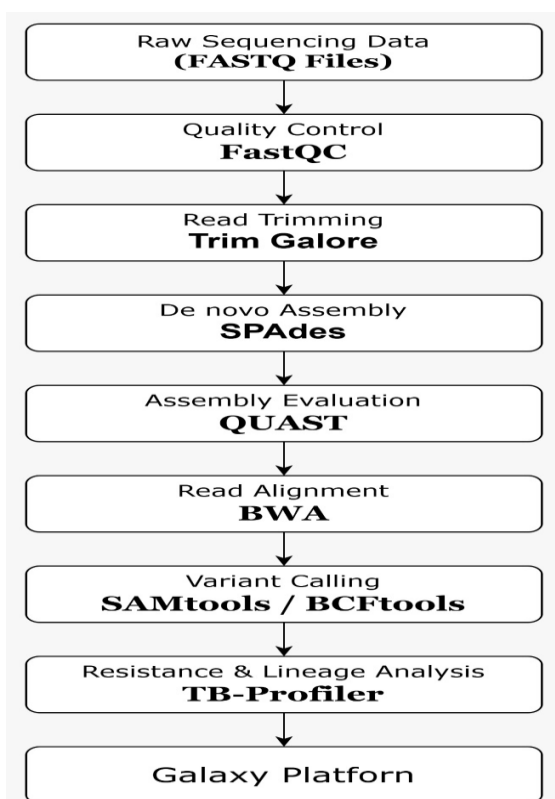 Raw Sequencing Data
(FASTQ Files)
Quality Control
FastQC
Read Trimming
Trim Galore
De novo Assembly
SPAdes
Assembly Evaluation
QUAST
Read Alignment
BWA
Variant Calling
SAMtools / BCFtools
Resistance & Lineage Analysis
TB-Profiler
Galaxy Platforn